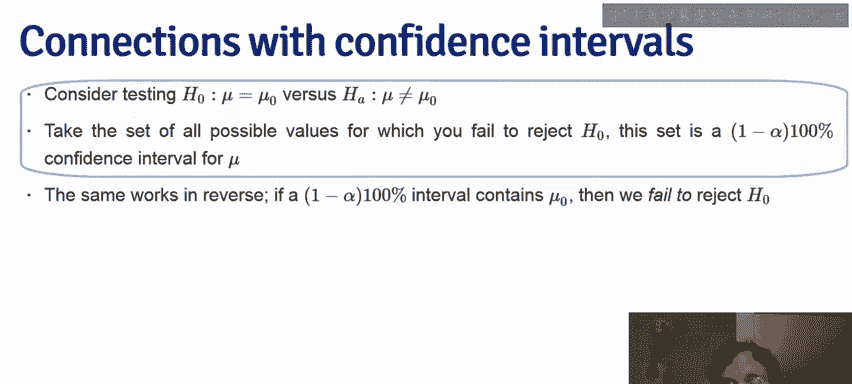 Connections with confidence intervals
· Consider testing H₀ : μ = μ₀ versus Hₐ : μ ≠ μ₀
· Take the set of all possible values for which you fail to reject H₀, this set is a (1 − α)100%
confidence interval for μ
· The same works in reverse; if a (1 − α)100% interval contains μ₀, then we fail to reject H₀